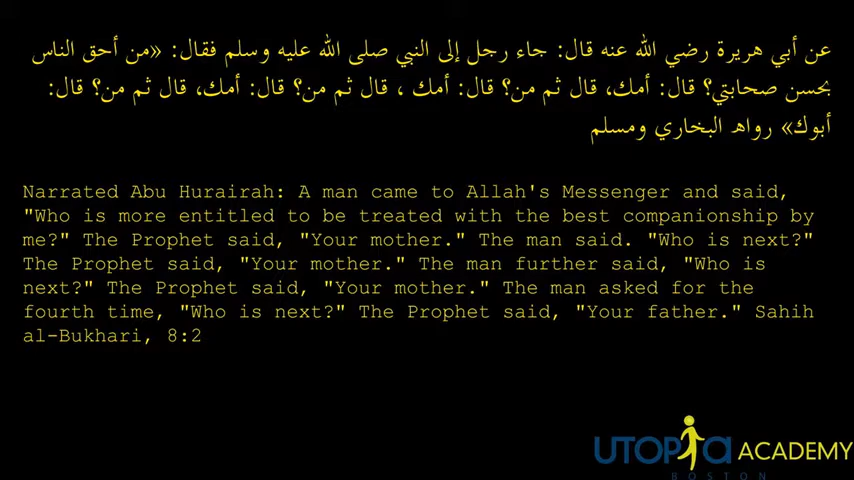 عن أبي هريرة رضي الله عنه قال: جاء رجل إلى النبي صلى الله عليه وسلم فقال: «من أحق الناس
بحسن صحابتي؟ قال: أمك، قال ثم من؟ قال: أمك ، قال ثم من؟ قال: أمك، قال ثم من؟ قال:
أبوك» رواه البخاري ومسلم
Narrated Abu Hurairah: A man came to Allah's Messenger and said,
"Who is more entitled to be treated with the best companionship by
me?" The Prophet said, "Your mother." The man said. "Who is next?"
The Prophet said, "Your mother." The man further said, "Who is
next?" The Prophet said, "Your mother." The man asked for the
fourth time, "Who is next?" The Prophet said, "Your father." Sahih
al-Bukhari, 8:2
UTOPIA ACADEMY
BOSTON